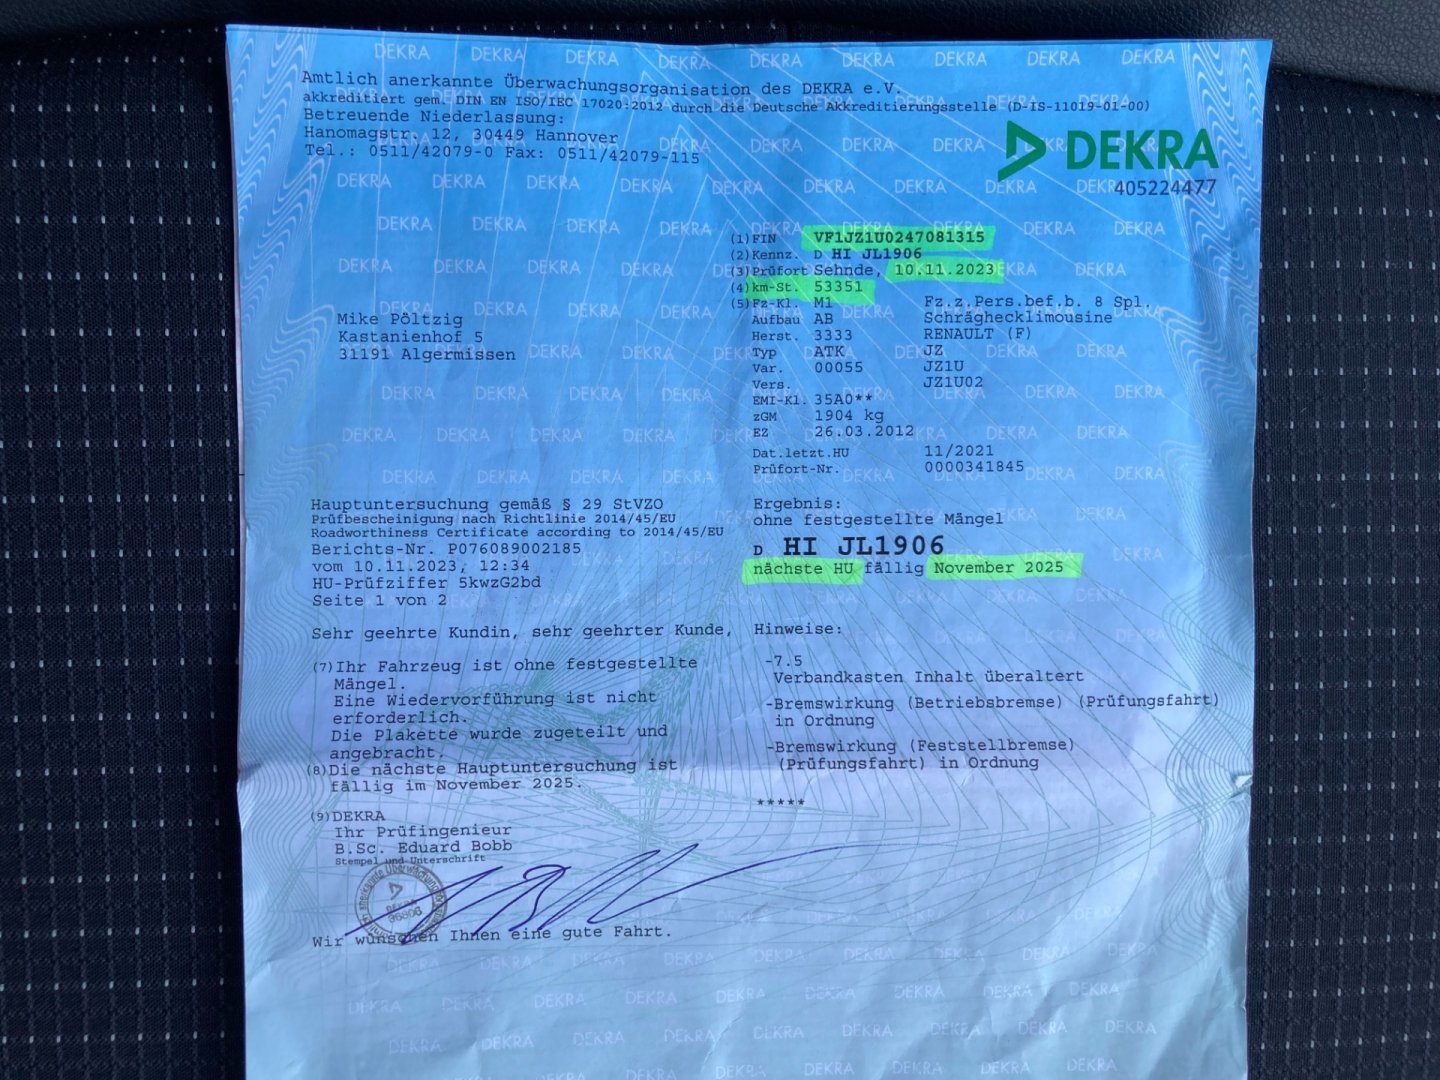 Amtlich anerkannte Überwachungsorganisation des DEKRA e.V.
akkreditiert gem. DIN EN ISO/IEC 17020:2012 durch die Deutsche Akkreditierungsstelle (D-IS-11019-01-00)
Betreuende Niederlassung:
Hanomagstr. 12, 30449 Hannover
Tel.: 0511/42079-0 Fax: 0511/42079-115
DEKRA
405224477
(1) FIN VF1JZ1U0247081315
(2) Kennz. D HI JL1906
(3) Prüfort Sehnde, 10.11.2023
(4) km-St. 53351
(5) Fz-Kl. M1 Fz.z.Pers.bef.b. 8 Spl.
Aufbau AB Schrägheckl­imousine
Herst. 3333 RENAULT (F)
Typ ATK JZ
Var. 00055 JZ1U
Vers. JZ1U02
EMI-Kl. 35A0**
zGM 1904 kg
EZ 26.03.2012
Dat.letzt.HU 11/2021
Prüfort-Nr. 0000341845
Mike Pöltzig
Kastanienhof 5
31191 Algermissen
Hauptuntersuchung gemäß § 29 StVZO
Prüfbescheinigung nach Richtlinie 2014/45/EU
Roadworthiness Certificate according to 2014/45/EU
Berichts-Nr. P076089002185
vom 10.11.2023, 12:34
HU-Prüfziffer 5kwzG2bd
Seite 1 von 2
Ergebnis:
ohne festgestellte Mängel
D HI JL1906
nächste HU fällig November 2025
Sehr geehrte Kundin, sehr geehrter Kunde,
(7) Ihr Fahrzeug ist ohne festgestellte
Mängel.
Eine Wiedervorführung ist nicht
erforderlich.
Die Plakette wurde zugeteilt und
angebracht.
(8) Die nächste Hauptuntersuchung ist
fällig im November 2025.
Hinweise:
-7.5
Verbandkasten Inhalt überaltert
-Bremswirkung (Betriebsbremse) (Prüfungsfahrt)
in Ordnung
-Bremswirkung (Feststellbremse)
(Prüfungsfahrt) in Ordnung
*****
(9) DEKRA
Ihr Prüfingenieur
B.Sc. Eduard Bobb
Stempel und Unterschrift
Wir wünschen Ihnen eine gute Fahrt.